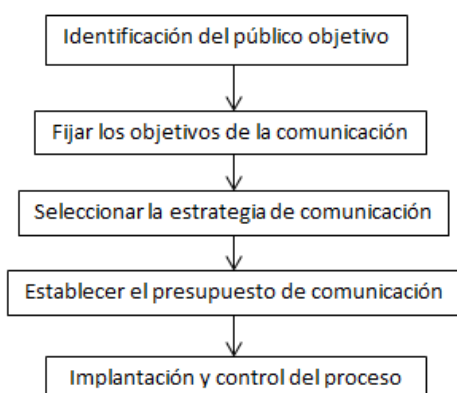 Identificación del público objetivo
Fijar los objetivos de la comunicación
Seleccionar la estrategia de comunicación
Establecer el presupuesto de comunicación
Implantación y control del proceso